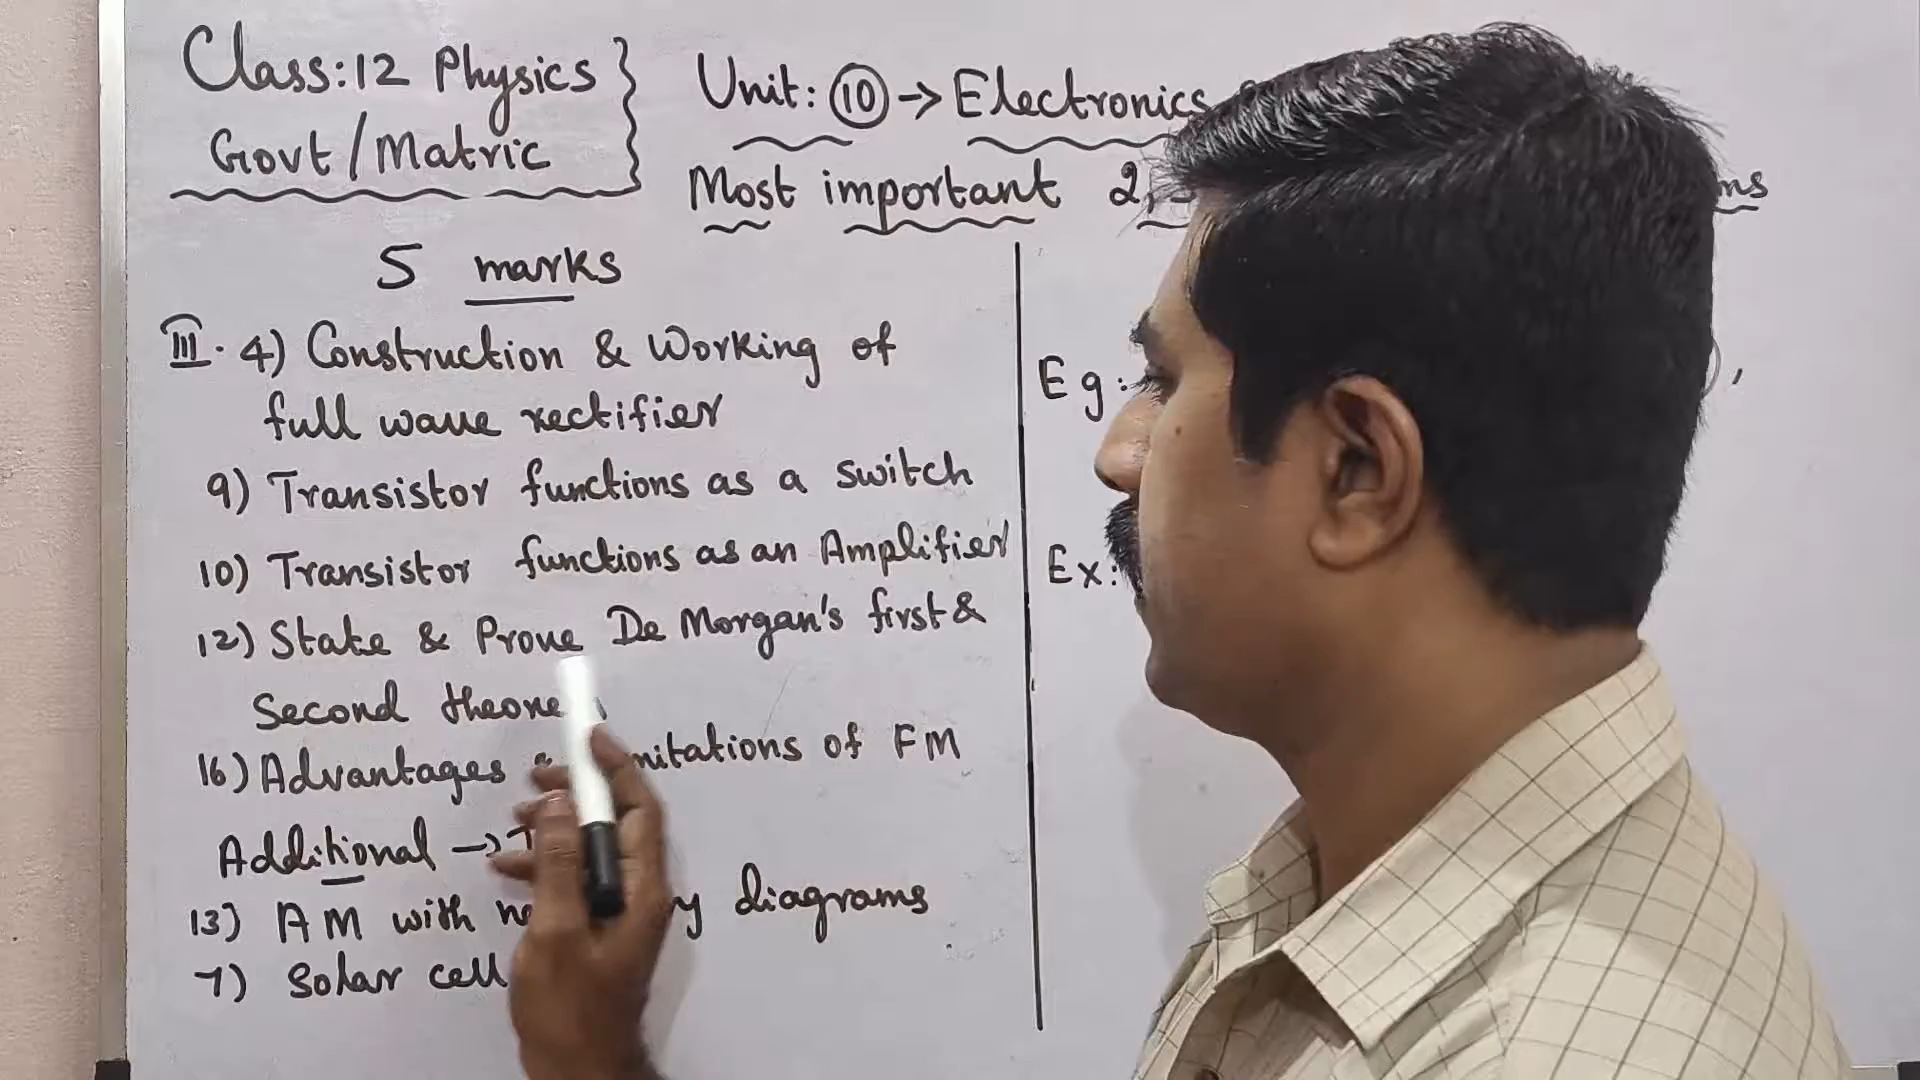 Class:12 Physics
Govt/Matric
Unit: 10 → Electronics
Most important 2,
5 marks
III. 4) Construction & Working of
full wave rectifier
9) Transistor functions as a switch
10) Transistor functions as an Amplifier
12) State & Prove De Morgan's first &
Second
16) Advantages of FM
Additional →
13) AM with diagrams
7) Solar cell
Eg:
Ex: